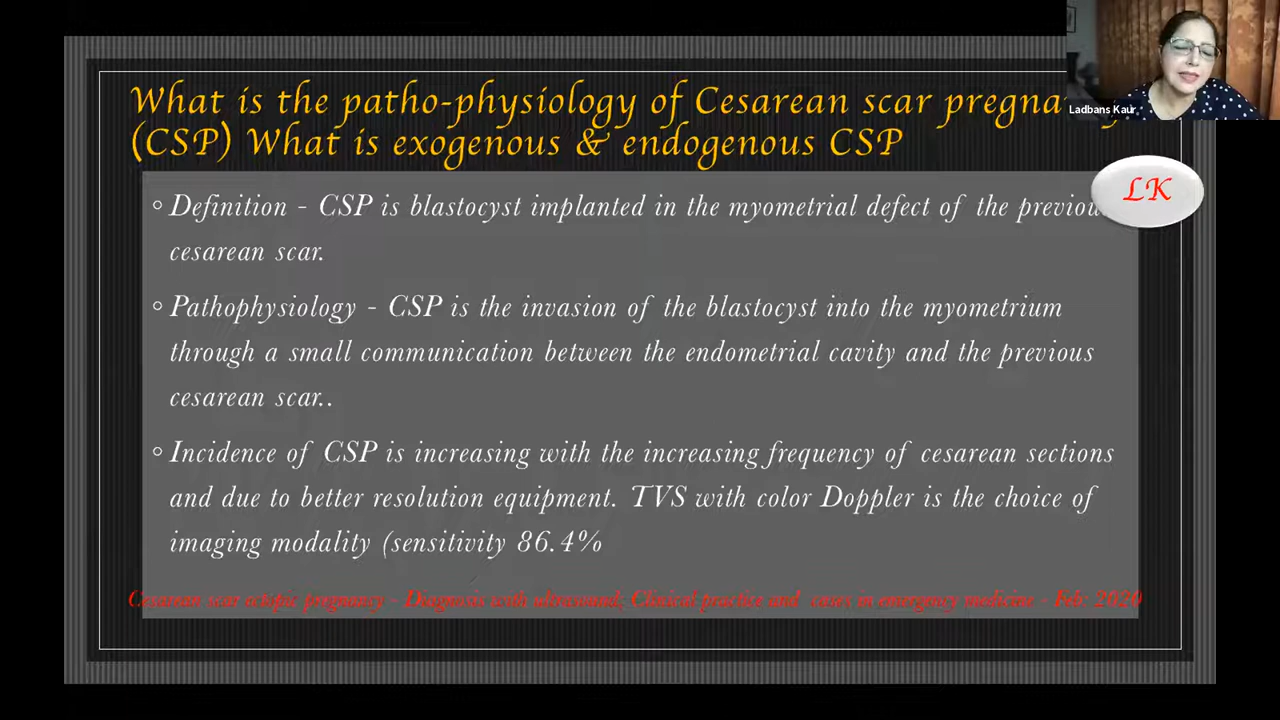 What is the patho-physiology of Cesarean scar
(CSP) What is exogenous & endogenous CSP
Ladbans Kaur
LK
◦ Definition - CSP is blastocyst implanted in the myometrial defect of the
cesarean scar.
◦ Pathophysiology - CSP is the invasion of the blastocyst into the myometrium
through a small communication between the endometrial cavity and the previous
cesarean scar..
◦ Incidence of CSP is increasing with the increasing frequency of cesarean sections
and due to better resolution equipment. TVS with color Doppler is the choice of
imaging modality (sensitivity 86.4%
Cesarean scar ectopic pregnancy - Diagnosis with ultrasound; Clinical practice and cases in emergency medicine - Feb: 2020